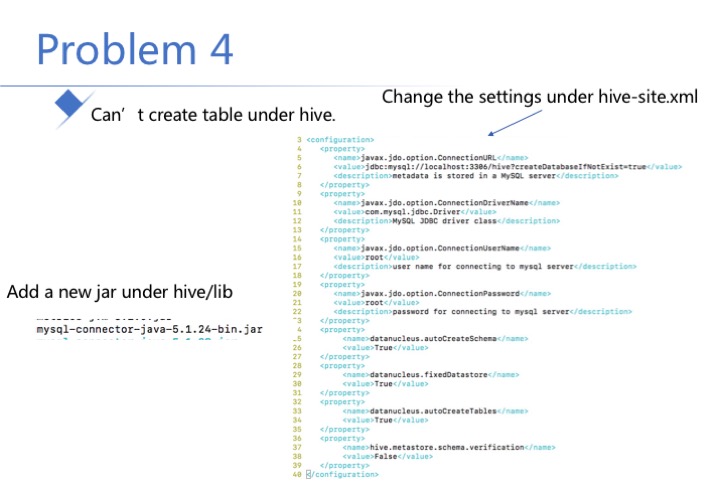 Problem 4
Can't create table under hive.
Change the settings under hive-site.xml
3 <configuration>
4 <property>
5 <name>javax.jdo.option.ConnectionURL</name>
6 <value>jdbc:mysql://localhost:3306/hive?createDatabaseIfNotExist=true</value>
7 <description>metadata is stored in a MySQL server</description>
8 </property>
9 <property>
10 <name>javax.jdo.option.ConnectionDriverName</name>
11 <value>com.mysql.jdbc.Driver</value>
12 <description>MySQL JDBC driver class</description>
13 </property>
14 <property>
15 <name>javax.jdo.option.ConnectionUserName</name>
16 <value>root</value>
17 <description>user name for connecting to mysql server</description>
18 </property>
19 <property>
20 <name>javax.jdo.option.ConnectionPassword</name>
21 <value>root</value>
22 <description>password for connecting to mysql server</description>
3 </property>
4 <property>
5 <name>datanucleus.autoCreateSchema</name>
26 <value>True</value>
27 </property>
28 <property>
29 <name>datanucleus.fixedDatastore</name>
30 <value>True</value>
31 </property>
32 <property>
33 <name>datanucleus.autoCreateTables</name>
34 <value>True</value>
35 </property>
36 <property>
37 <name>hive.metastore.schema.verification</name>
38 <value>False</value>
39 </property>
40 </configuration>
Add a new jar under hive/lib
mysql-connector-java-5.1.24-bin.jar